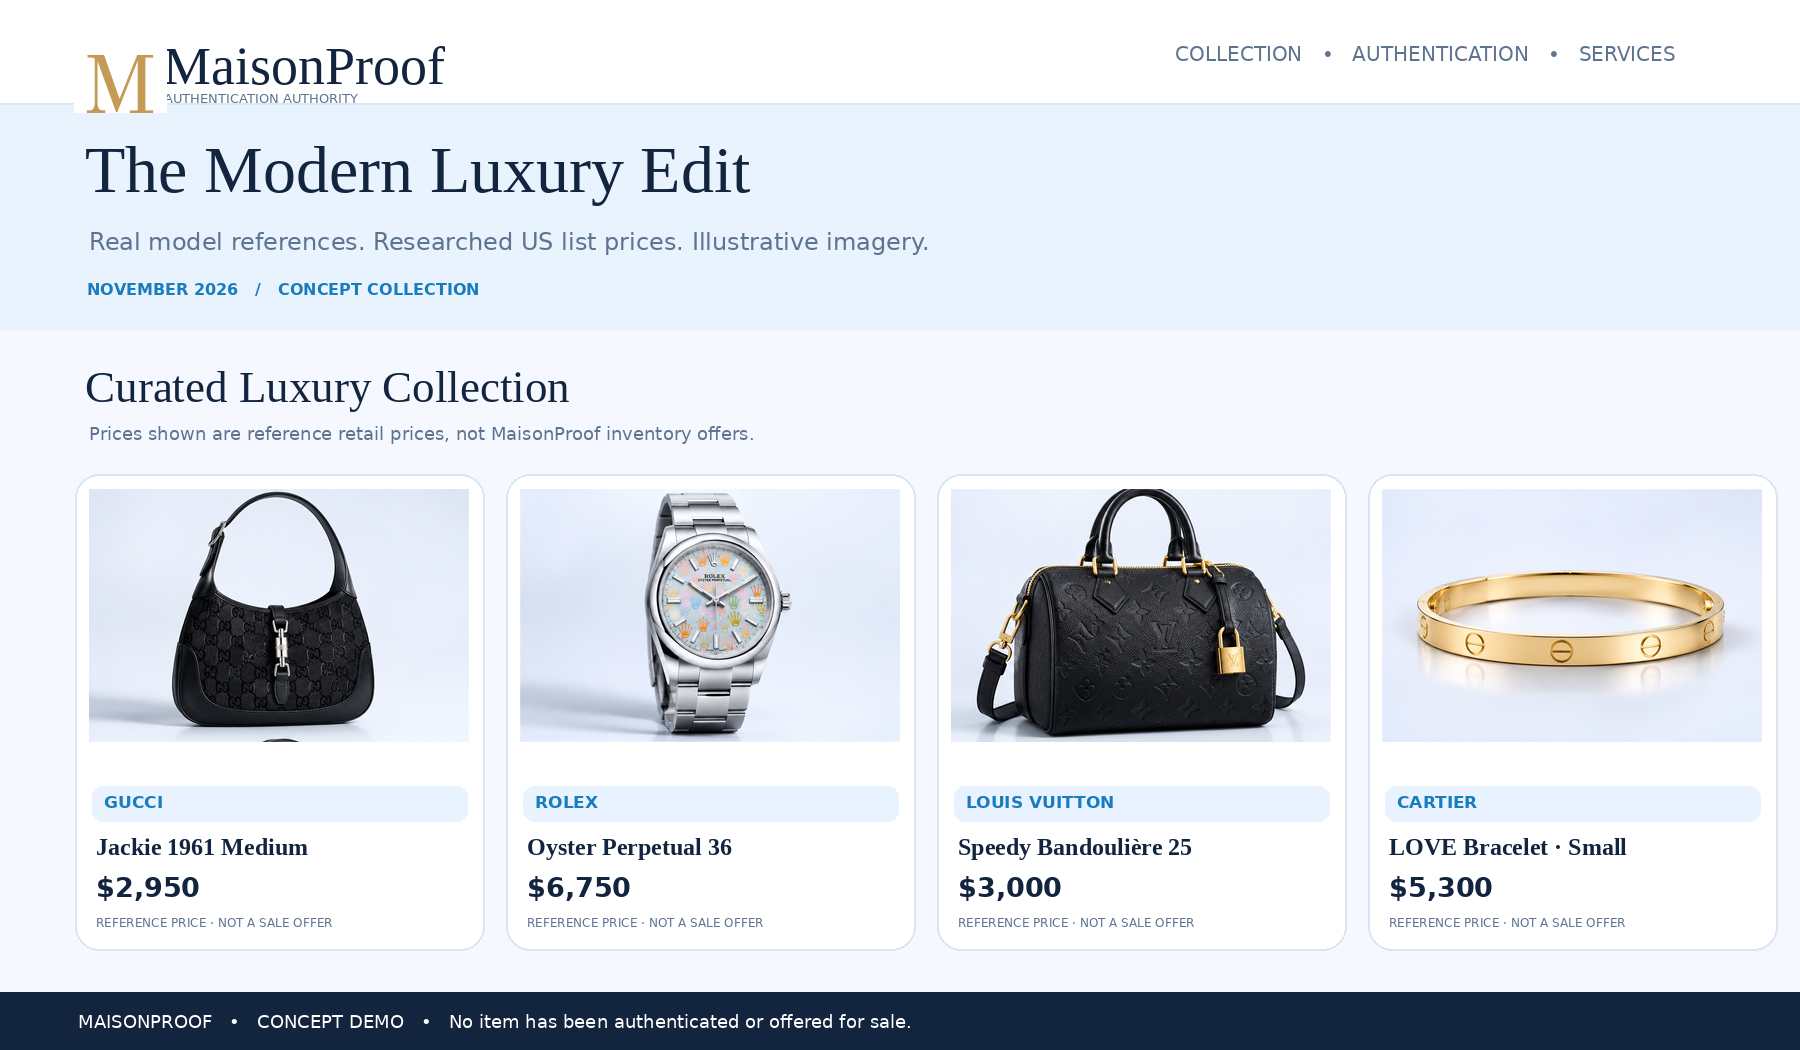 M MaisonProof
AUTHENTICATION AUTHORITY
COLLECTION • AUTHENTICATION • SERVICES
The Modern Luxury Edit
Real model references. Researched US list prices. Illustrative imagery.
NOVEMBER 2026 / CONCEPT COLLECTION
Curated Luxury Collection
Prices shown are reference retail prices, not MaisonProof inventory offers.
ROLEX
OYSTER PERPETUAL
LV
LV
GUCCI
Jackie 1961 Medium
$2,950
REFERENCE PRICE · NOT A SALE OFFER
ROLEX
Oyster Perpetual 36
$6,750
REFERENCE PRICE · NOT A SALE OFFER
LOUIS VUITTON
Speedy Bandoulière 25
$3,000
REFERENCE PRICE · NOT A SALE OFFER
CARTIER
LOVE Bracelet · Small
$5,300
REFERENCE PRICE · NOT A SALE OFFER
MAISONPROOF • CONCEPT DEMO • No item has been authenticated or offered for sale.